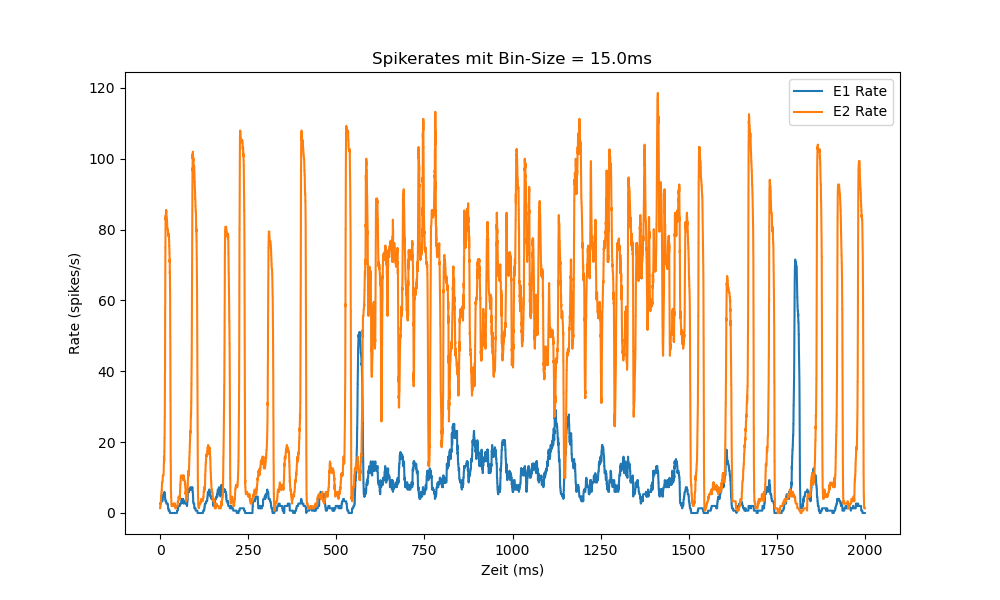 Spikerates mit Bin-Size = 15.0ms
E1 Rate
E2 Rate
120
100
80
60
40
20
0
Rate (spikes/s)
0 250 500 750 1000 1250 1500 1750 2000
Zeit (ms)